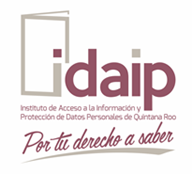 idaip
Instituto de Acceso a la Información y
Protección de Datos Personales de Quintana Roo
Por tu derecho a saber